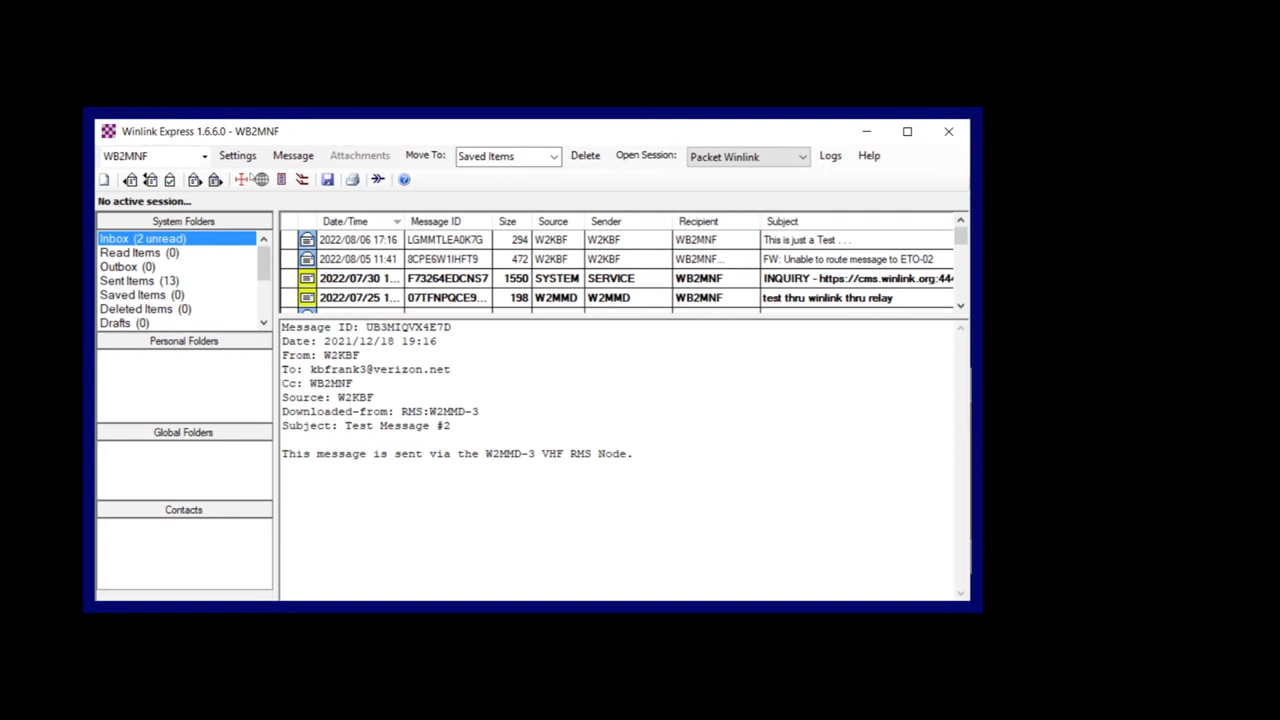 Winlink Express 1.6.6.0 - WB2MNF
WB2MNF Settings Message Attachments Move To: Saved Items Delete Open Session: Packet Winlink Logs Help
No active session...
System Folders
Inbox (2 unread)
Read Items (0)
Outbox (0)
Sent Items (13)
Saved Items (0)
Deleted Items (0)
Drafts (0)
Personal Folders
Global Folders
Contacts
Date/Time Message ID Size Source Sender Recipient Subject
2022/08/06 17:16 LGMMTLEA0K7G 294 W2KBF W2KBF WB2MNF This is just a Test . . .
2022/08/05 11:41 8CPE6W1IHFT9 472 W2KBF W2KBF WB2MNF... FW: Unable to route message to ETO-02
2022/07/30 1... F73264EDCNS7 1550 SYSTEM SERVICE WB2MNF INQUIRY - https://cms.winlink.org:444
2022/07/25 1... 07TFNPQCE9... 198 W2MMD W2MMD WB2MNF test thru winlink thru relay
Message ID: UB3MIQVX4E7D
Date: 2021/12/18 19:16
From: W2KBF
To: kbfrank3@verizon.net
Cc: WB2MNF
Source: W2KBF
Downloaded-from: RMS:W2MMD-3
Subject: Test Message #2
This message is sent via the W2MMD-3 VHF RMS Node.